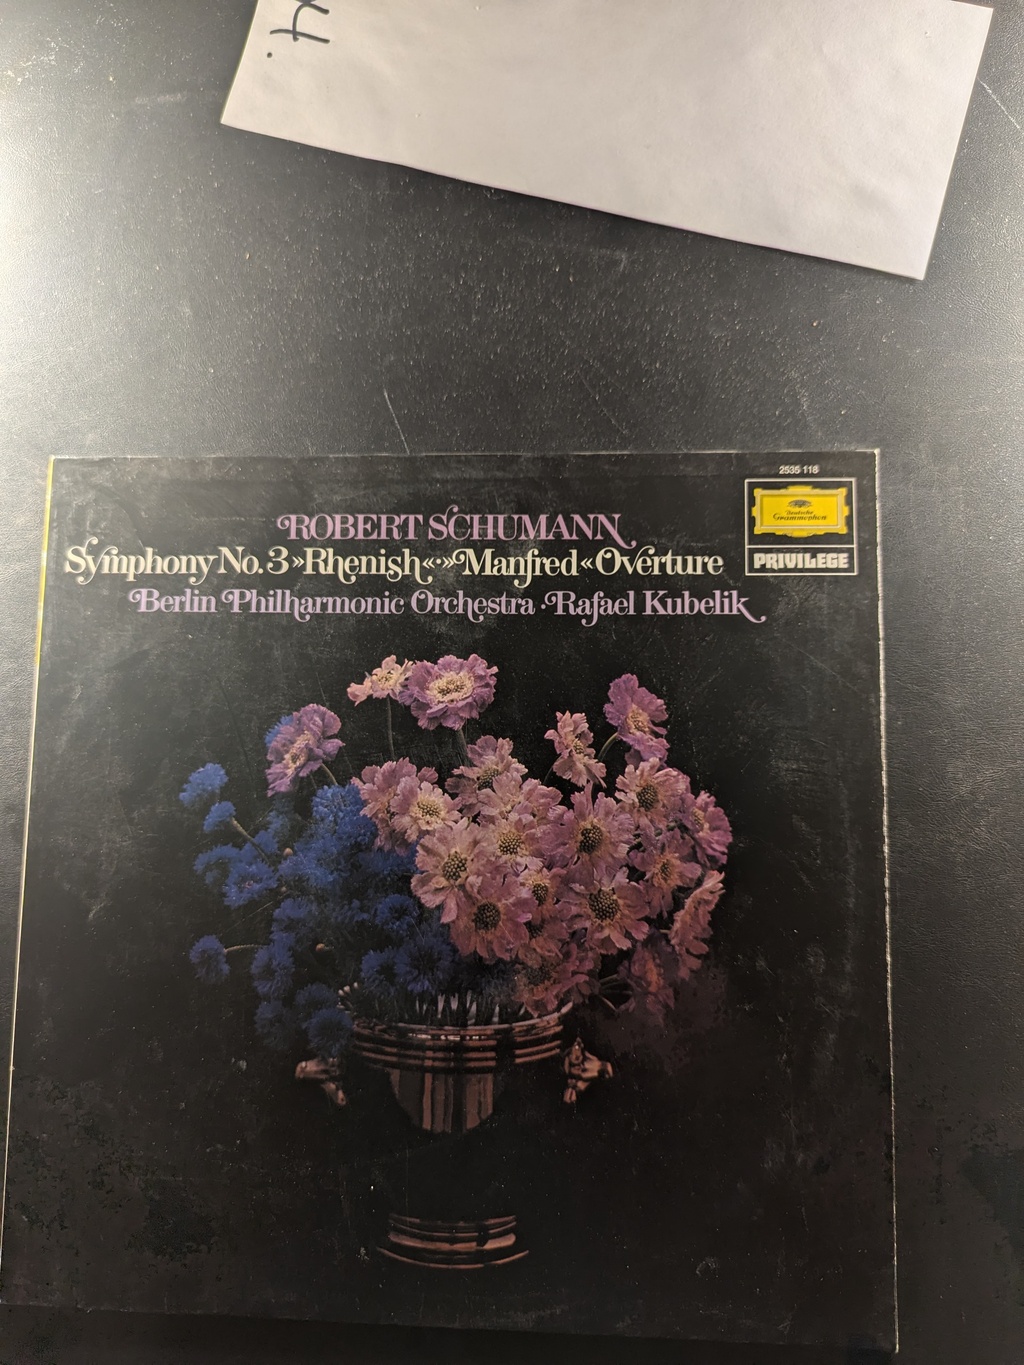 2535 118
Deutsche
Grammophon
PRIVILEGE
ROBERT SCHUMANN
Symphony No. 3 »Rhenish«·»Manfred« Overture
Berlin Philharmonic Orchestra · Rafael Kubelik